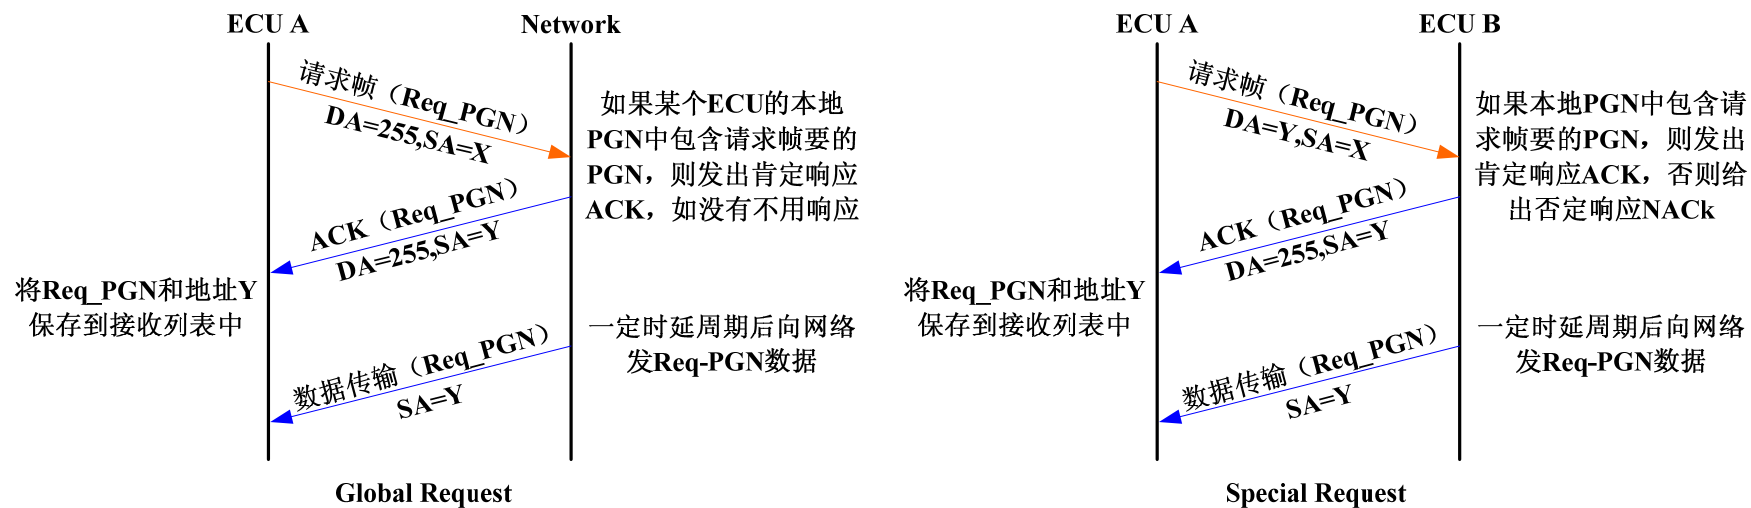 ECU A
Network
请求帧（Req_PGN）
DA=255,SA=X
如果某个ECU的本地
PGN中包含请求帧要的
PGN，则发出肯定响应
ACK，如没有不用响应
ACK（Req_PGN）
DA=255,SA=Y
将Req_PGN和地址Y
保存到接收列表中
一定时延周期后向网络
发Req-PGN数据
数据传输（Req_PGN）
SA=Y
Global Request
ECU A
ECU B
请求帧（Req_PGN）
DA=Y,SA=X
如果本地PGN中包含请
求帧要的PGN，则发出
肯定响应ACK，否则给
出否定响应NACk
ACK（Req_PGN）
DA=255,SA=Y
将Req_PGN和地址Y
保存到接收列表中
一定时延周期后向网络
发Req-PGN数据
数据传输（Req_PGN）
SA=Y
Special Request